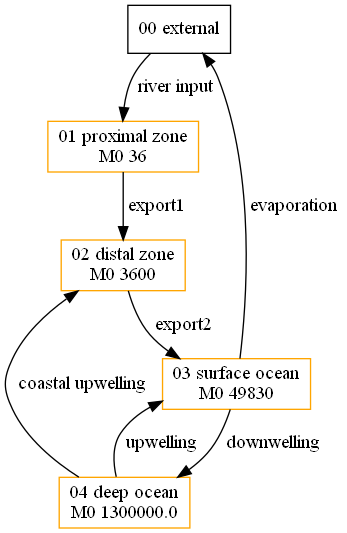 00 external
river input
01 proximal zone
M0 36
evaporation
export1
02 distal zone
M0 3600
export2
03 surface ocean
M0 49830
coastal upwelling
upwelling
downwelling
04 deep ocean
M0 1300000.0